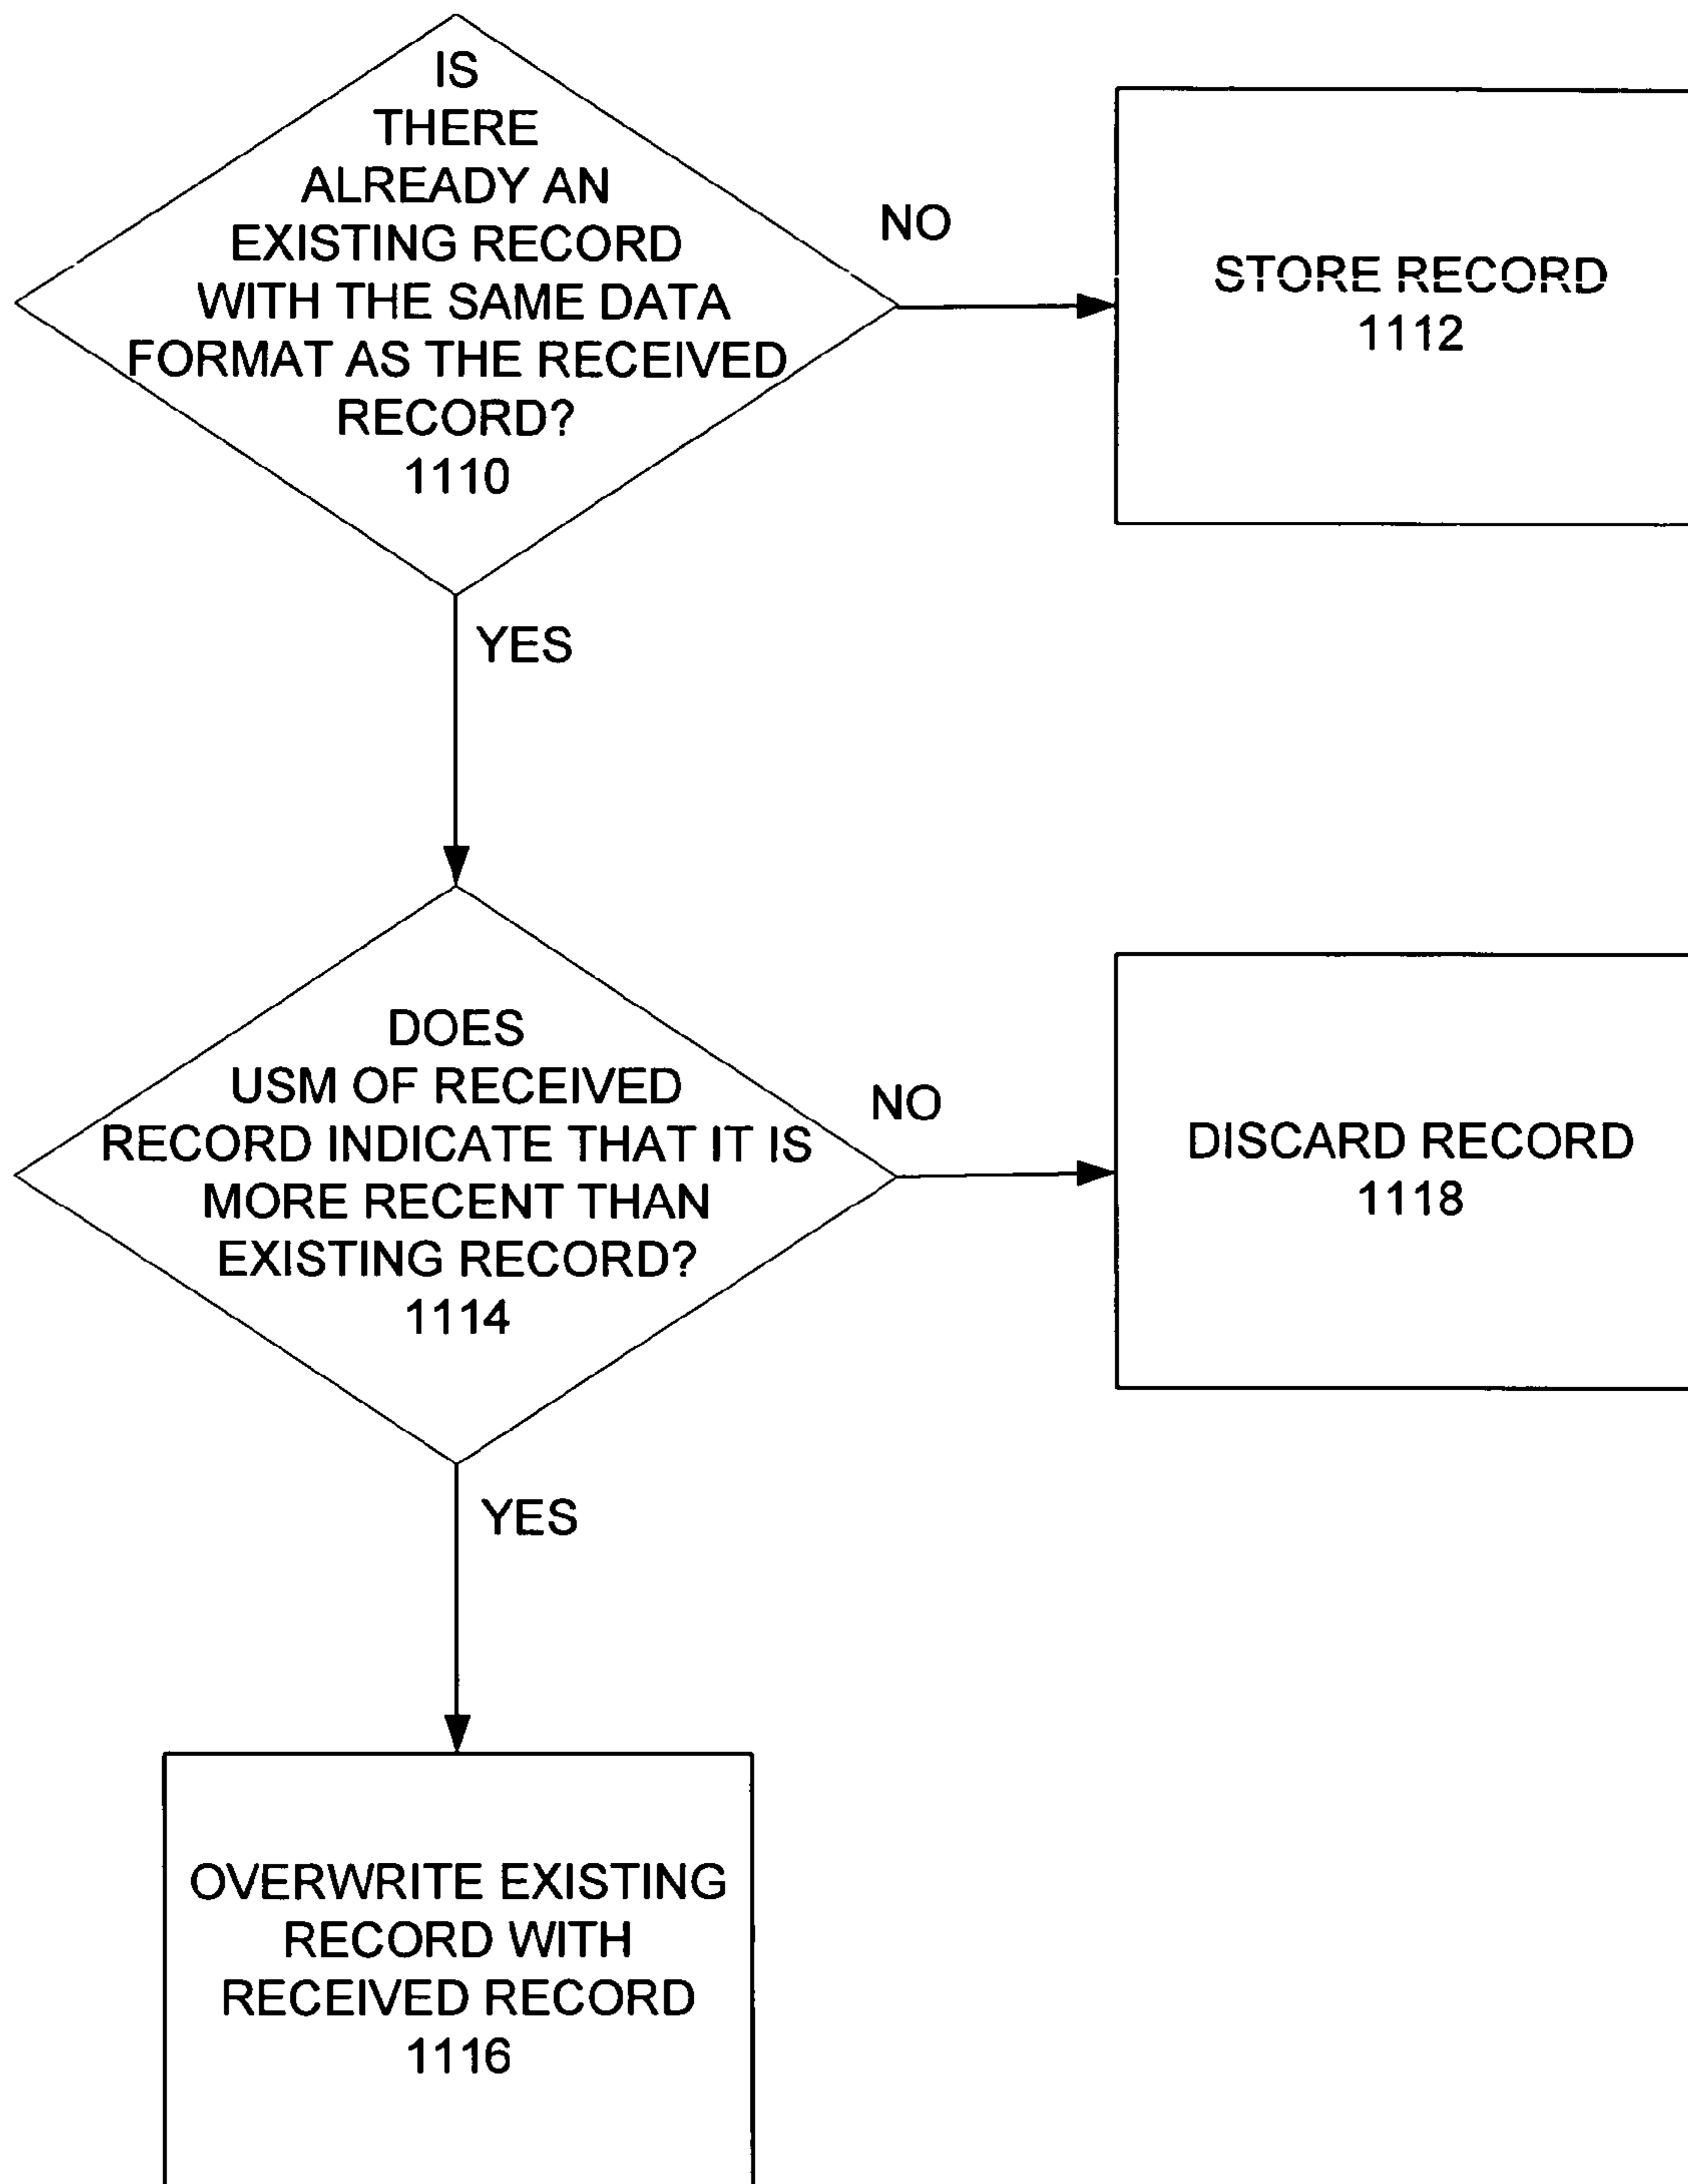 IS
THERE
ALREADY AN
EXISTING RECORD
WITH THE SAME DATA
FORMAT AS THE RECEIVED
RECORD?
1110
NO
STORE RECORD
1112
YES
DOES
USM OF RECEIVED
RECORD INDICATE THAT IT IS
MORE RECENT THAN
EXISTING RECORD?
1114
NO
DISCARD RECORD
1118
YES
OVERWRITE EXISTING
RECORD WITH
RECEIVED RECORD
1116